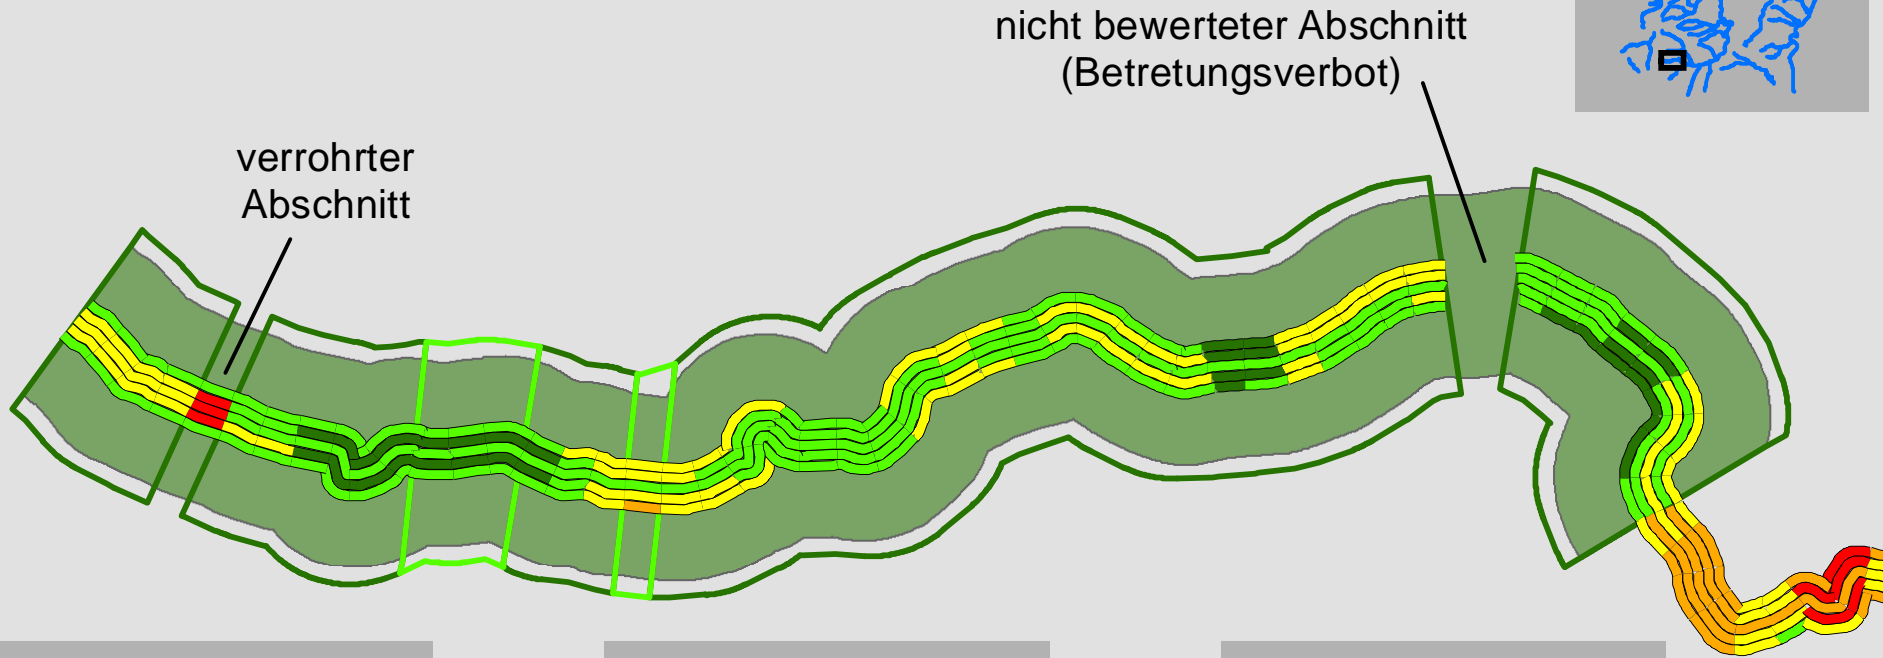 nicht bewerteter Abschnitt
(Betretungsverbot)
verrohrter
Abschnitt